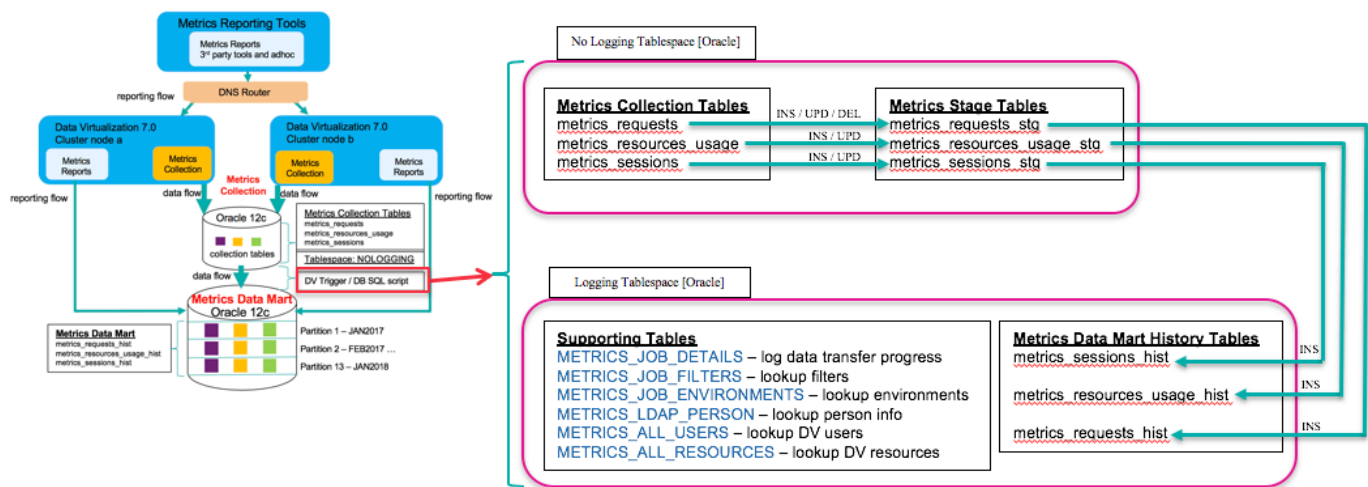 Metrics Reporting Tools
Metrics Reports
3rd party tools and adhoc
reporting flow
DNS Router
Data Virtualization 7.0
Cluster node a
Metrics
Reports
Metrics
Collection
Data Virtualization 7.0
Cluster node b
Metrics
Collection
Metrics
Reports
reporting flow
data flow
Metrics
Collection
data flow
reporting flow
Oracle 12c
collection tables
Metrics Collection Tables
metrics_requests
metrics_resources_usage
metrics_sessions
Tablespace: NOLOGGING
data flow
DV Trigger / DB SQL script
Metrics Data Mart
Oracle 12c
Metrics Data Mart
metrics_requests_hist
metrics_resources_usage_hist
metrics_sessions_hist
Partition 1 – JAN2017
Partition 2 – FEB2017 ...
Partition 13 – JAN2018
No Logging Tablespace [Oracle]
Metrics Collection Tables
metrics_requests
metrics_resources_usage
metrics_sessions
INS / UPD / DEL
INS / UPD
INS / UPD
Metrics Stage Tables
metrics_requests_stg
metrics_resources_usage_stg
metrics_sessions_stg
Logging Tablespace [Oracle]
Supporting Tables
METRICS_JOB_DETAILS – log data transfer progress
METRICS_JOB_FILTERS – lookup filters
METRICS_JOB_ENVIRONMENTS – lookup environments
METRICS_LDAP_PERSON – lookup person info
METRICS_ALL_USERS – lookup DV users
METRICS_ALL_RESOURCES – lookup DV resources
Metrics Data Mart History Tables
metrics_sessions_hist
metrics_resources_usage_hist
metrics_requests_hist
INS
INS
INS